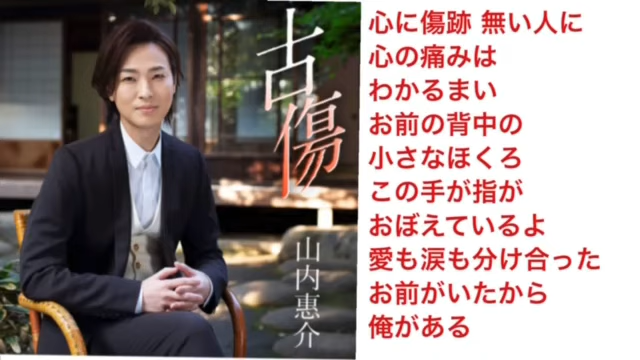 古傷
山内惠介
心に傷跡 無い人に
心の痛みは
わかるまい
お前の背中の
小さなほくろ
この手が指が
おぼえているよ
愛も涙も分け合った
お前がいたから
俺がある